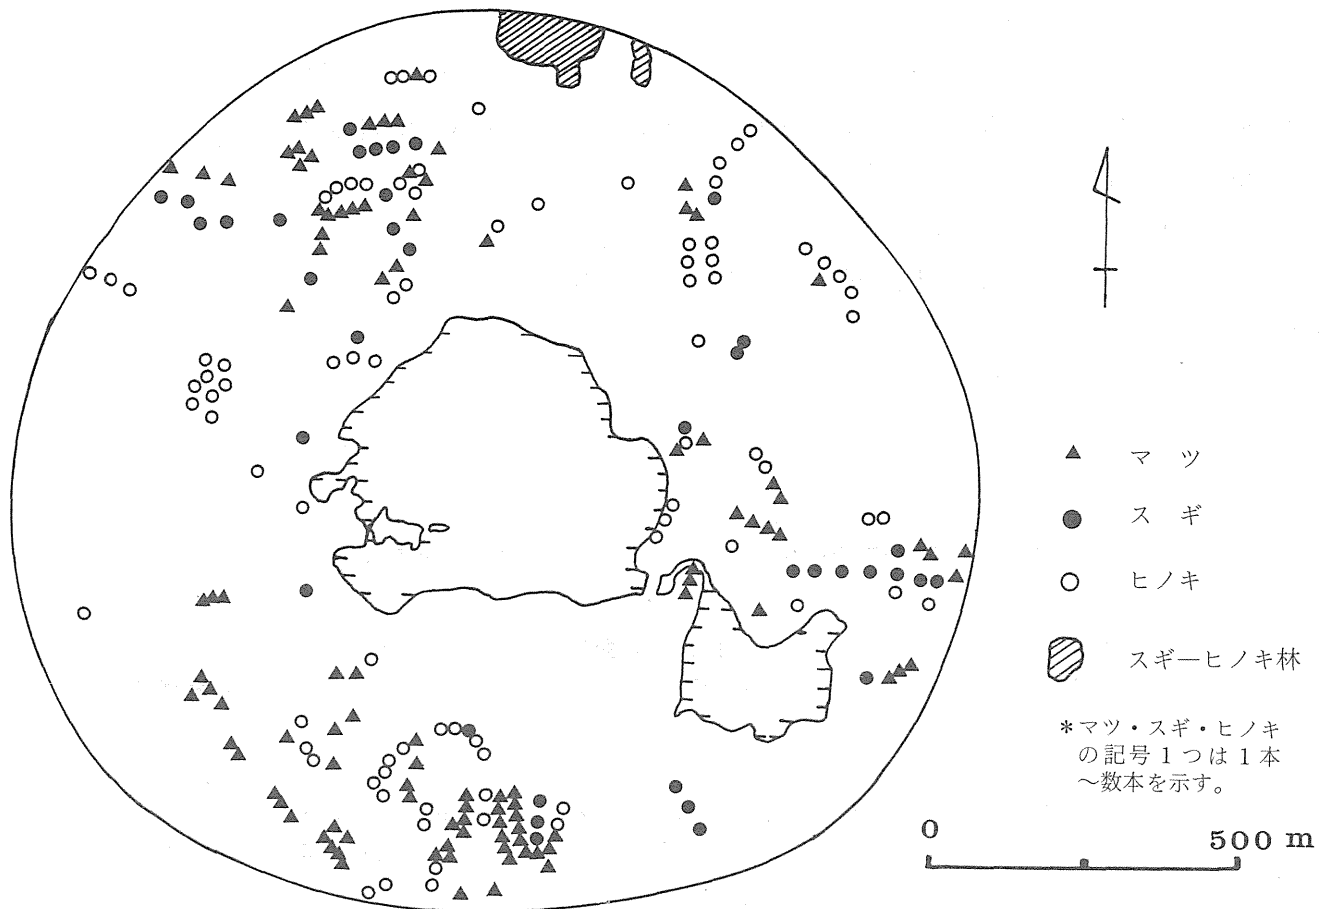 マツ
スギ
ヒノキ
スギ―ヒノキ林
*マツ・スギ・ヒノキ
の記号1つは1本
〜数本を示す。
0 500 m